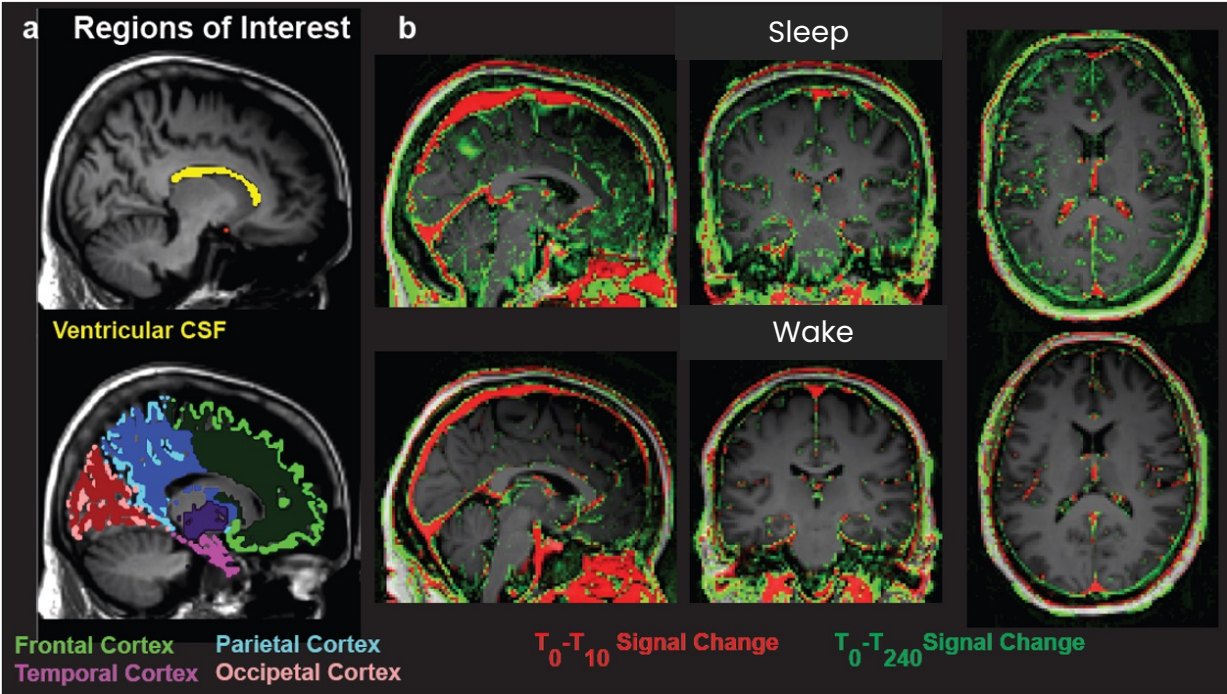 a Regions of Interest
b
Sleep
Ventricular CSF
Wake
Frontal Cortex Parietal Cortex
Temporal Cortex Occipetal Cortex
T0-T10 Signal Change T0-T240 Signal Change